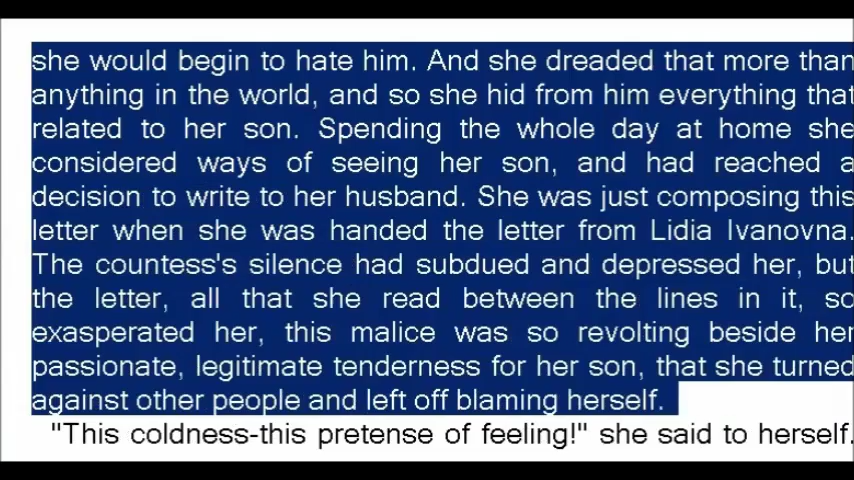 she would begin to hate him. And she dreaded that more than
anything in the world, and so she hid from him everything that
related to her son. Spending the whole day at home she
considered ways of seeing her son, and had reached a
decision to write to her husband. She was just composing this
letter when she was handed the letter from Lidia Ivanovna.
The countess's silence had subdued and depressed her, but
the letter, all that she read between the lines in it, so
exasperated her, this malice was so revolting beside her
passionate, legitimate tenderness for her son, that she turned
against other people and left off blaming herself.
"This coldness-this pretense of feeling!" she said to herself.